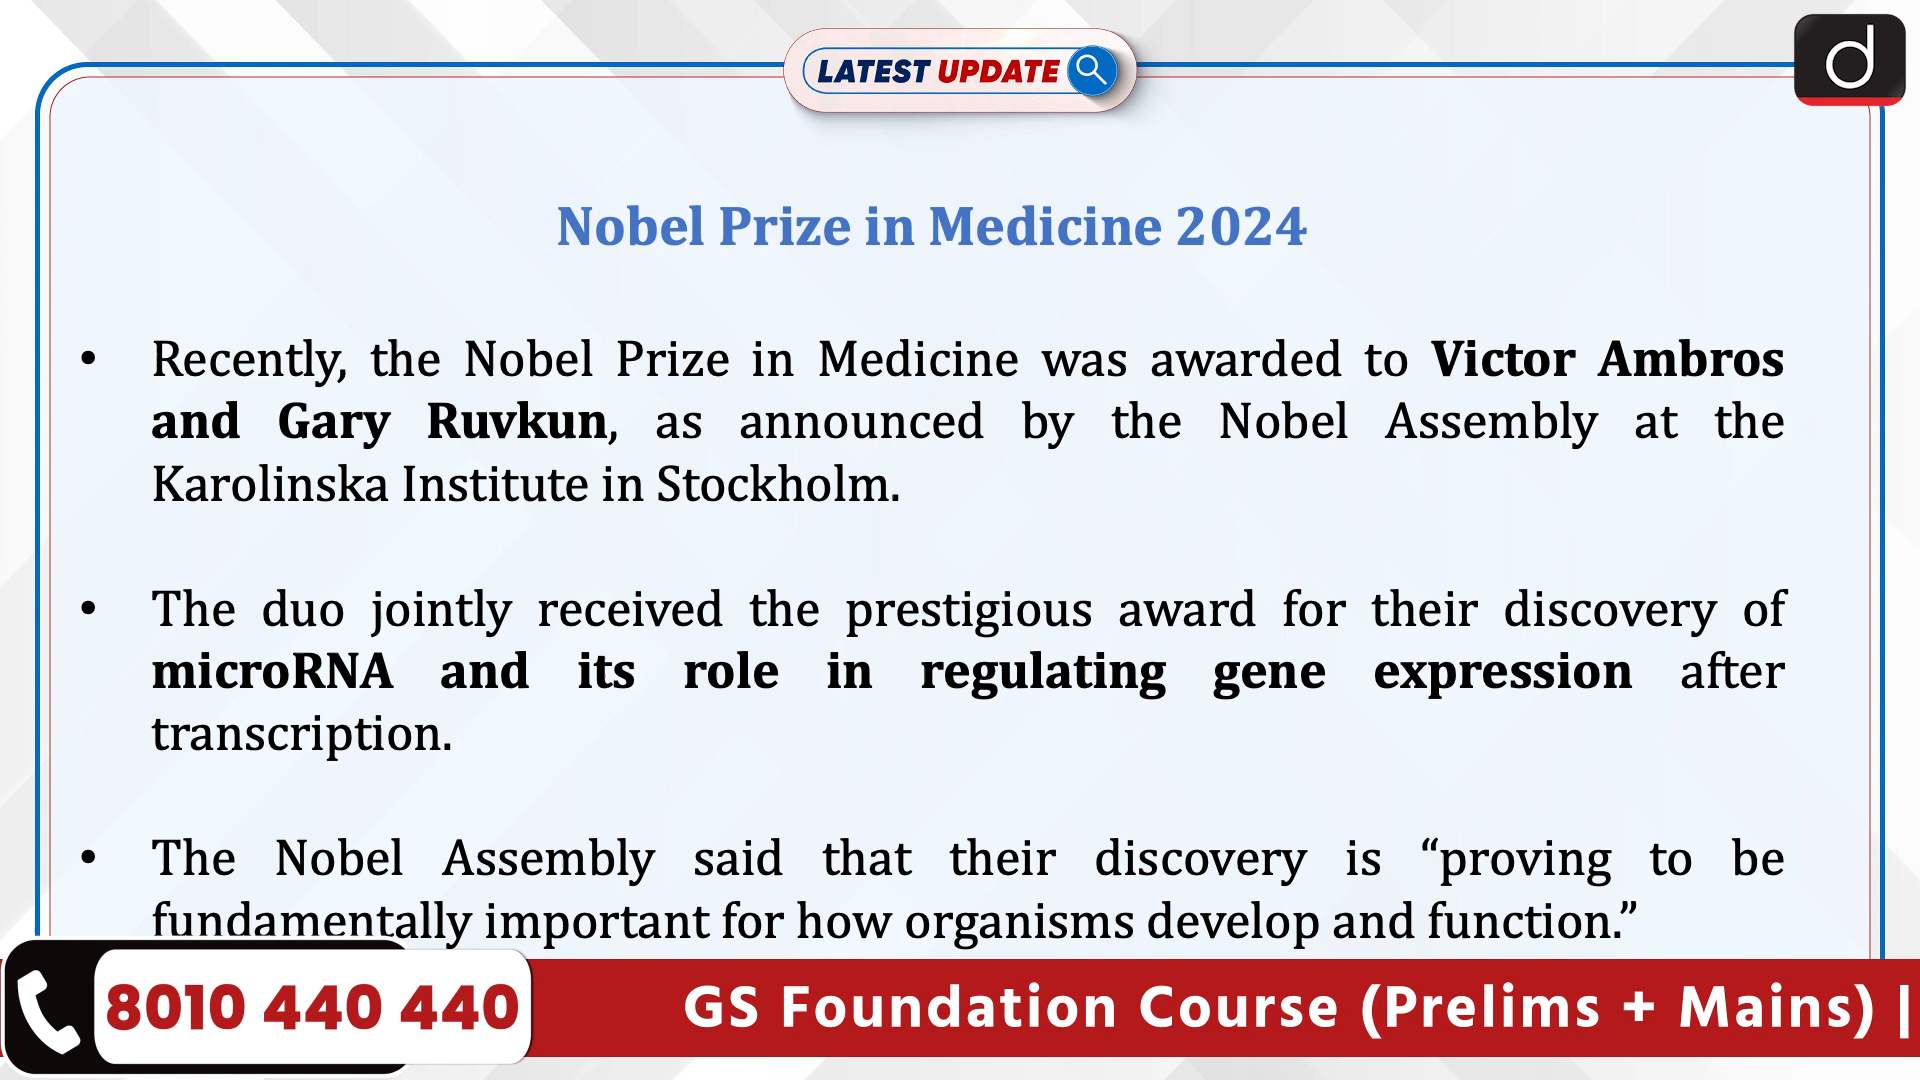 LATEST UPDATE
d
Nobel Prize in Medicine 2024
• Recently, the Nobel Prize in Medicine was awarded to Victor Ambros
and Gary Ruvkun, as announced by the Nobel Assembly at the
Karolinska Institute in Stockholm.
• The duo jointly received the prestigious award for their discovery of
microRNA and its role in regulating gene expression after
transcription.
• The Nobel Assembly said that their discovery is “proving to be
fundamentally important for how organisms develop and function.”
8010 440 440
GS Foundation Course (Prelims + Mains) |